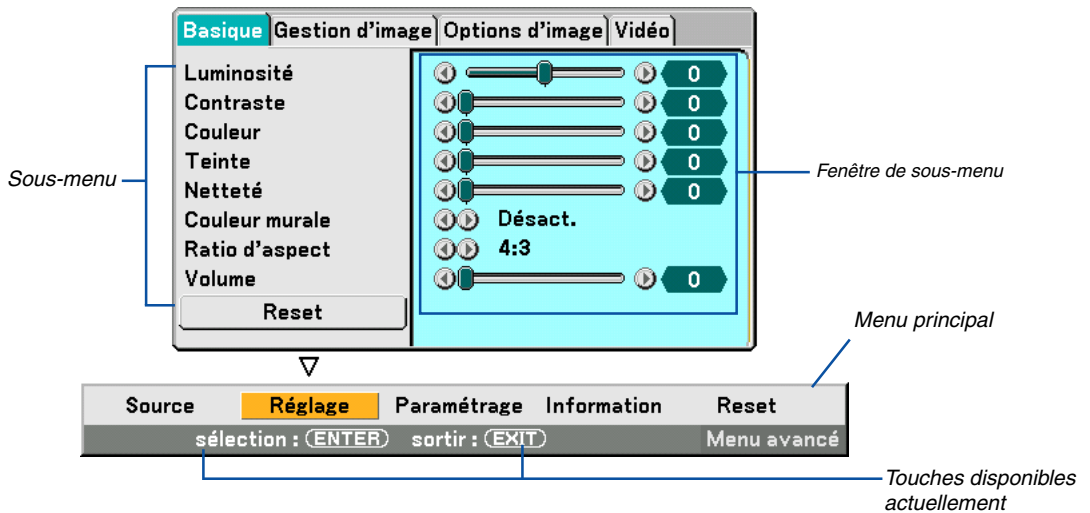 Basique Gestion d'image Options d'image Vidéo
Luminosité 0
Contraste 0
Couleur 0
Teinte 0
Netteté 0
Couleur murale Désact.
Ratio d'aspect 4:3
Volume 0
Reset
Sous-menu
Fenêtre de sous-menu
Menu principal
Source Réglage Paramétrage Information Reset
sélection : ENTER sortir : EXIT Menu avancé
Touches disponibles
actuellement